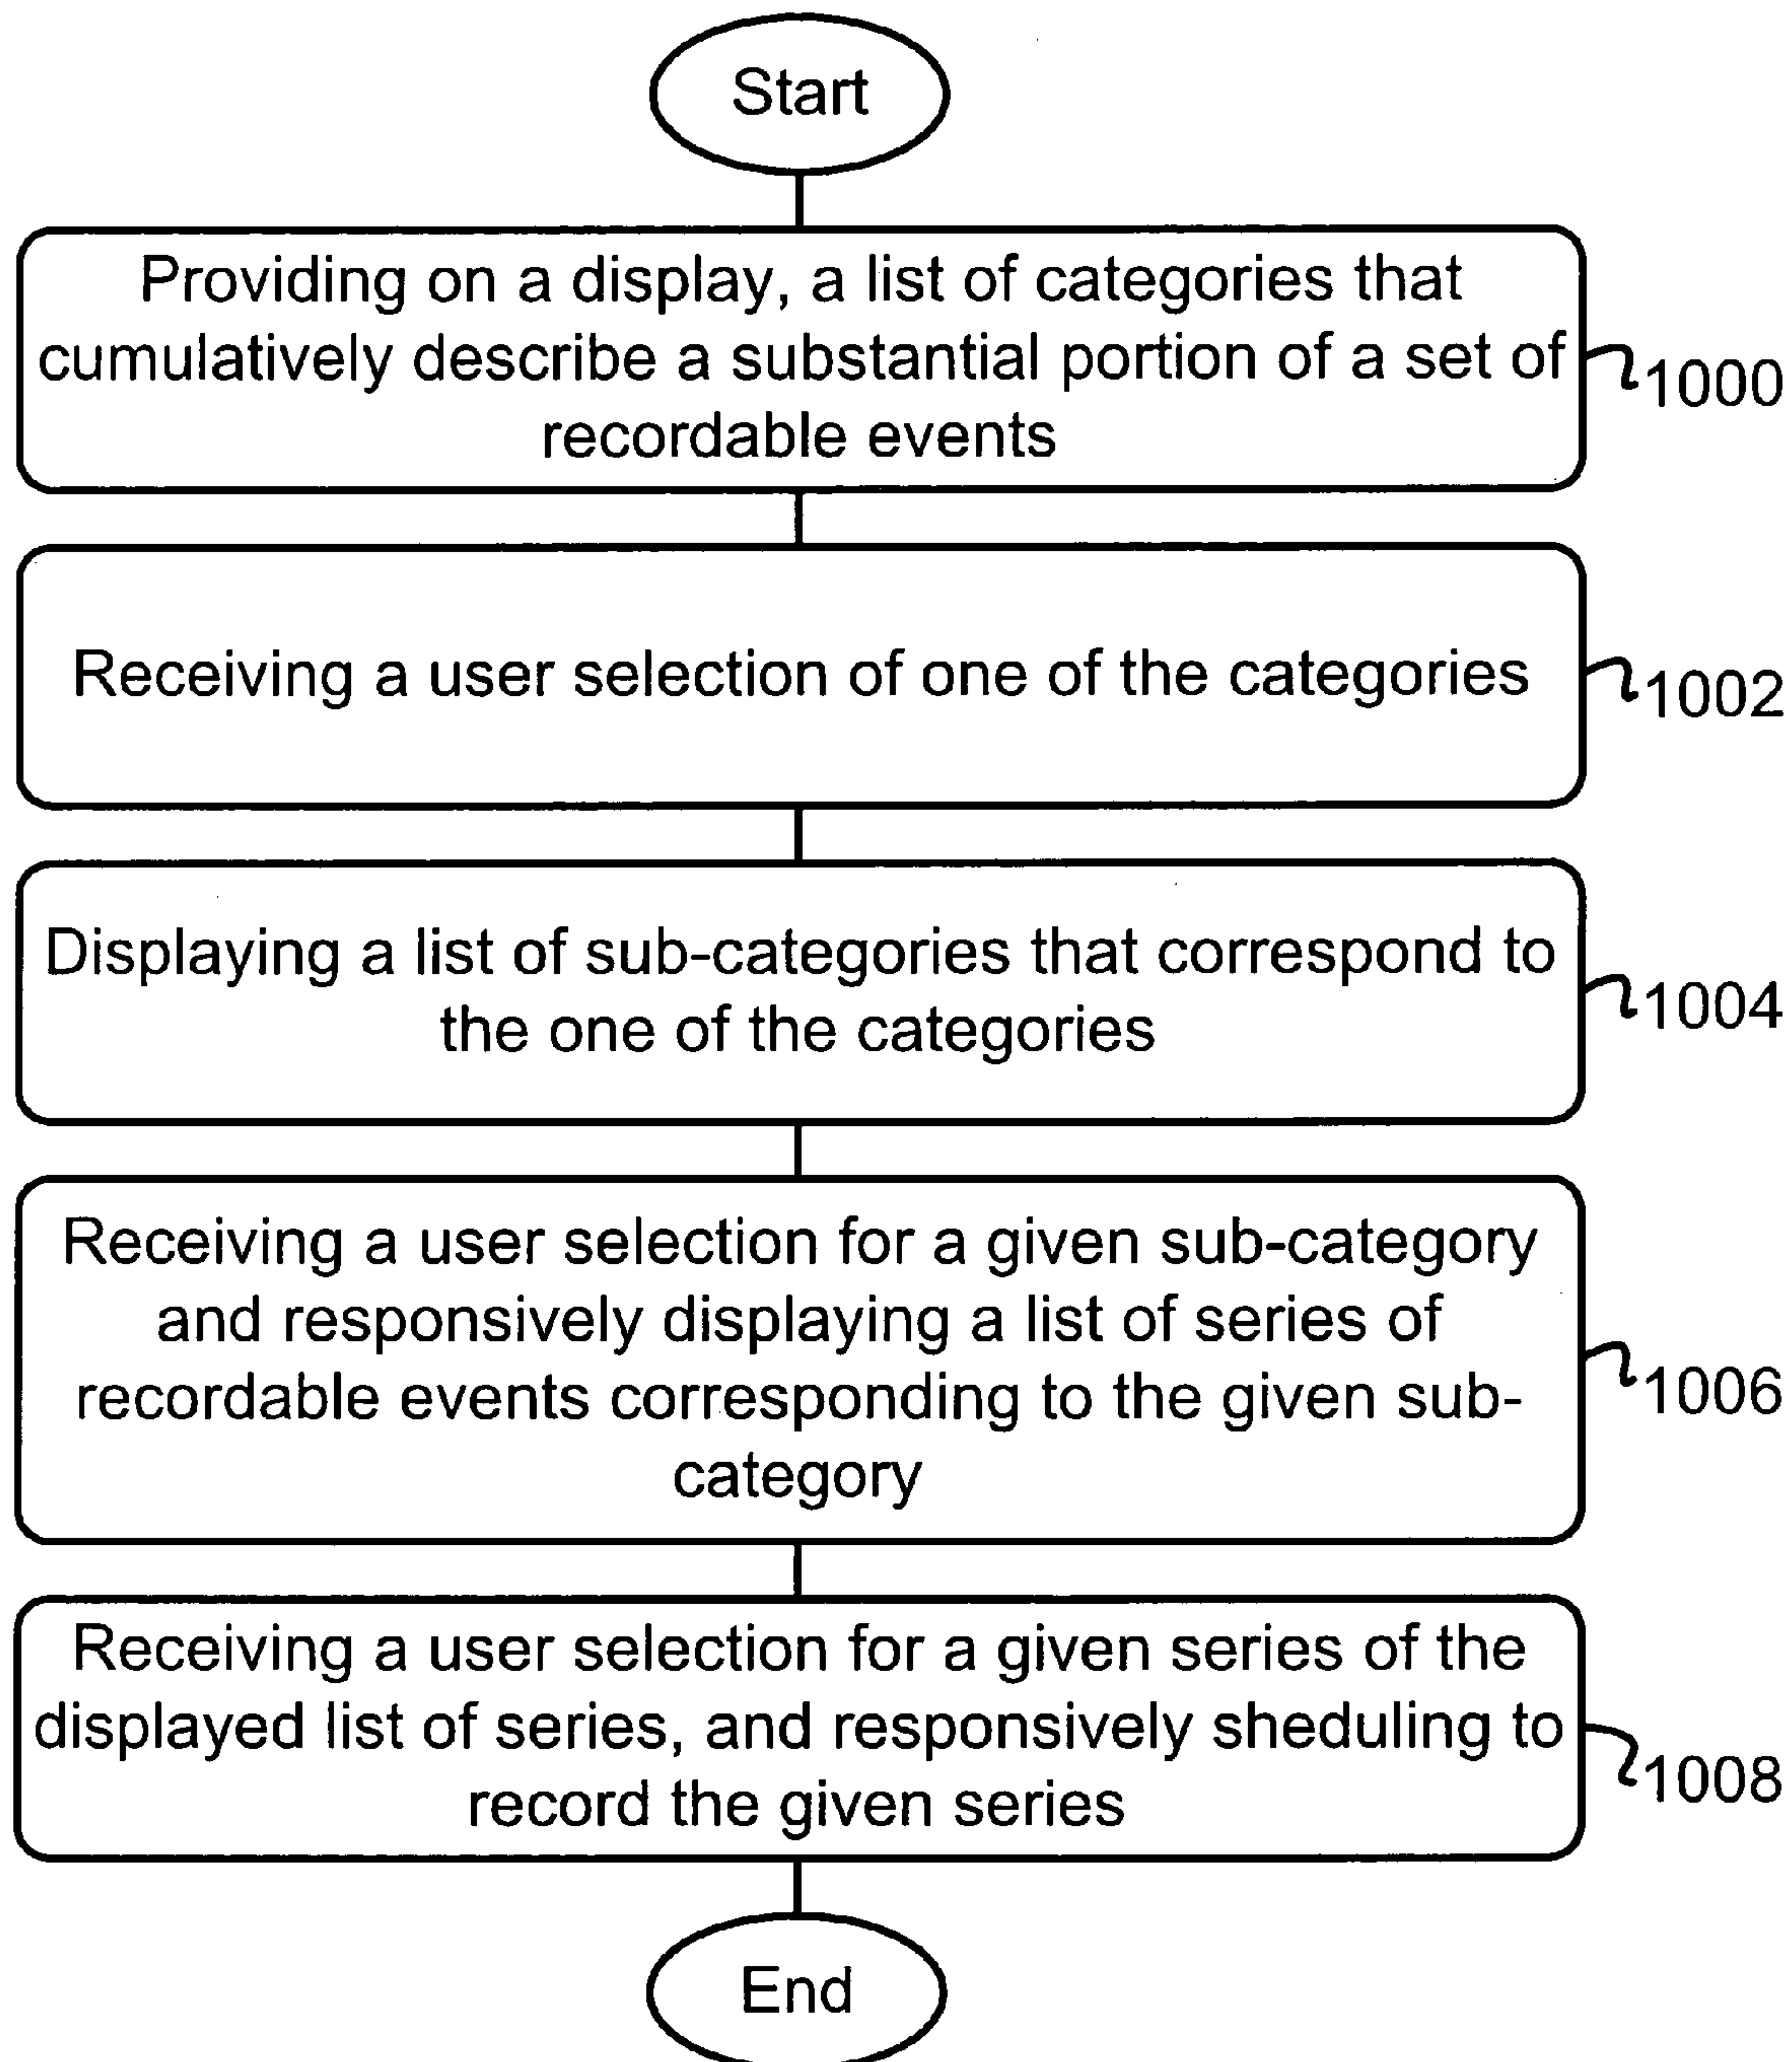 Start
Providing on a display, a list of categories that
cumulatively describe a substantial portion of a set of
recordable events
1000
Receiving a user selection of one of the categories
1002
Displaying a list of sub-categories that correspond to
the one of the categories
1004
Receiving a user selection for a given sub-category
and responsively displaying a list of series of
recordable events corresponding to the given sub-
category
1006
Receiving a user selection for a given series of the
displayed list of series, and responsively sheduling to
record the given series
1008
End